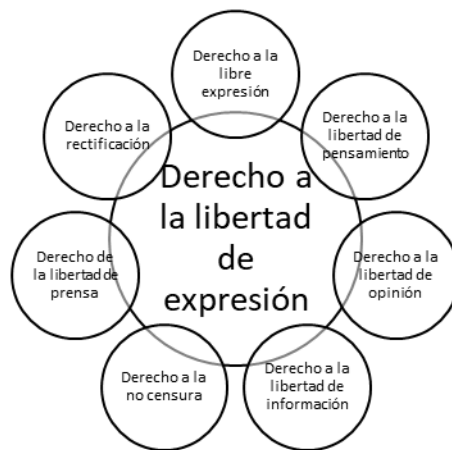 Derecho a la
libre
expresión
Derecho a la
libertad de
pensamiento
Derecho a la
libertad de
opinión
Derecho a la
libertad de
información
Derecho a la
no censura
Derecho de
la libertad de
prensa
Derecho a la
rectificación
Derecho a
la libertad
de
expresión